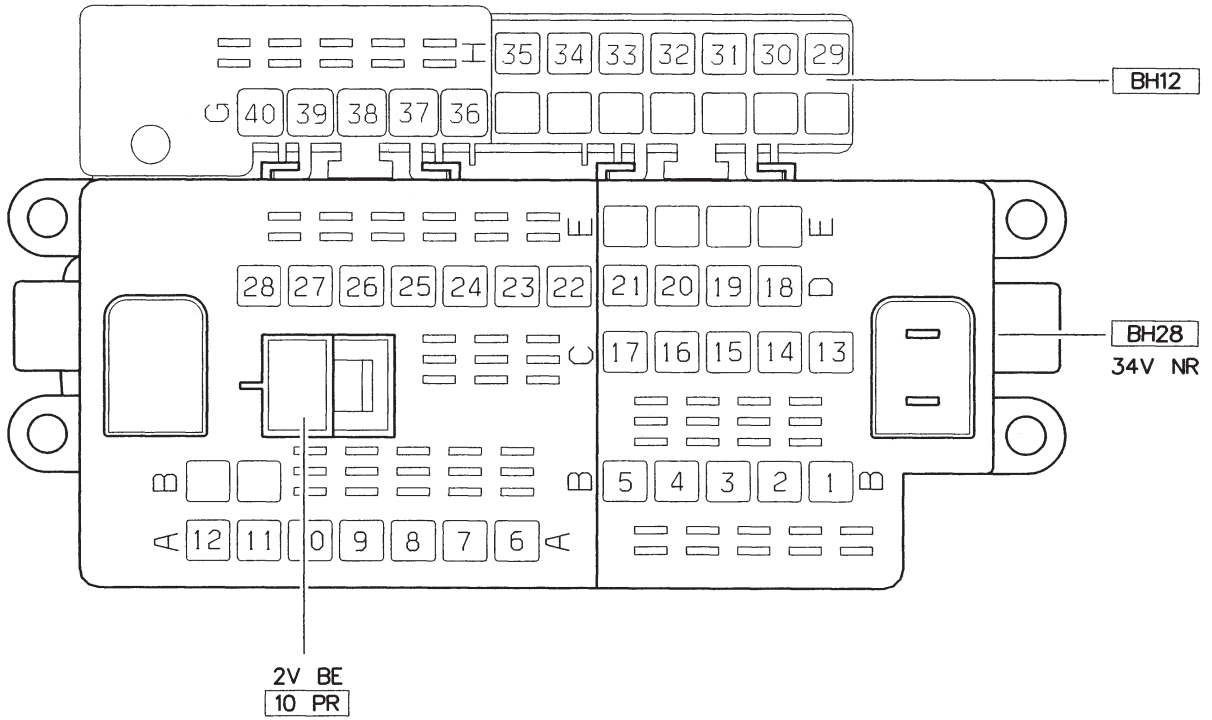 H 35 34 33 32 31 30 29
BH12
G 40 39 38 37 36
E E
28 27 26 25 24 23 22 21 20 19 18 D
BH28
34V NR
C 17 16 15 14 13
B B 5 4 3 2 1 B
A 12 11 10 9 8 7 6 A
2V BE
10 PR